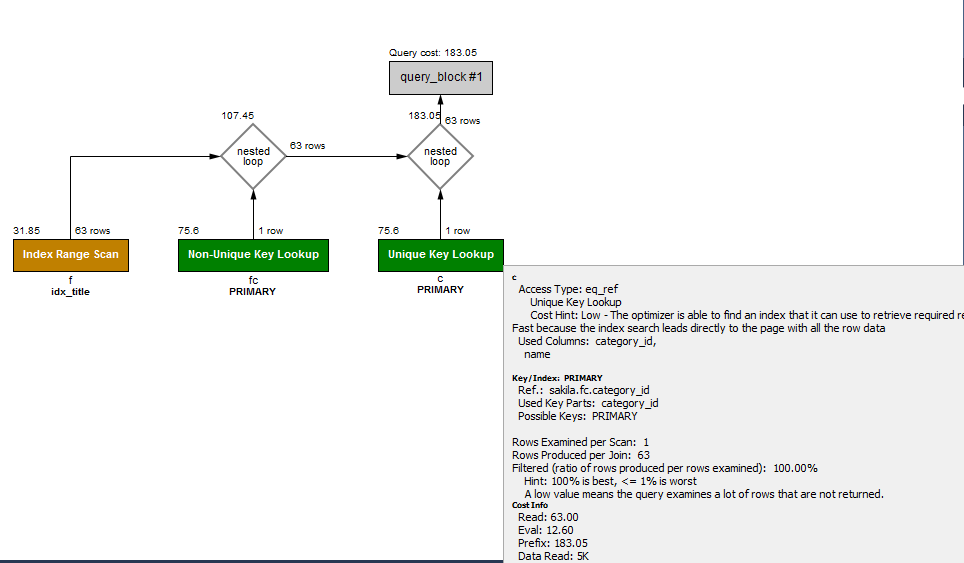 Query cost: 183.05
query_block #1
107.45
183.05
63 rows
nested
loop
63 rows
nested
loop
31.85
63 rows
75.6
1 row
75.6
1 row
Index Range Scan
Non-Unique Key Lookup
Unique Key Lookup
f
idx_title
fc
PRIMARY
c
PRIMARY
c
Access Type: eq_ref
Unique Key Lookup
Cost Hint: Low - The optimizer is able to find an index that it can use to retrieve required
Fast because the index search leads directly to the page with all the row data
Used Columns: category_id,
name
Key/Index: PRIMARY
Ref.: sakila.fc.category_id
Used Key Parts: category_id
Possible Keys: PRIMARY
Rows Examined per Scan: 1
Rows Produced per Join: 63
Filtered (ratio of rows produced per rows examined): 100.00%
Hint: 100% is best, <= 1% is worst
A low value means the query examines a lot of rows that are not returned.
Cost Info
Read: 63.00
Eval: 12.60
Prefix: 183.05
Data Read: 5K